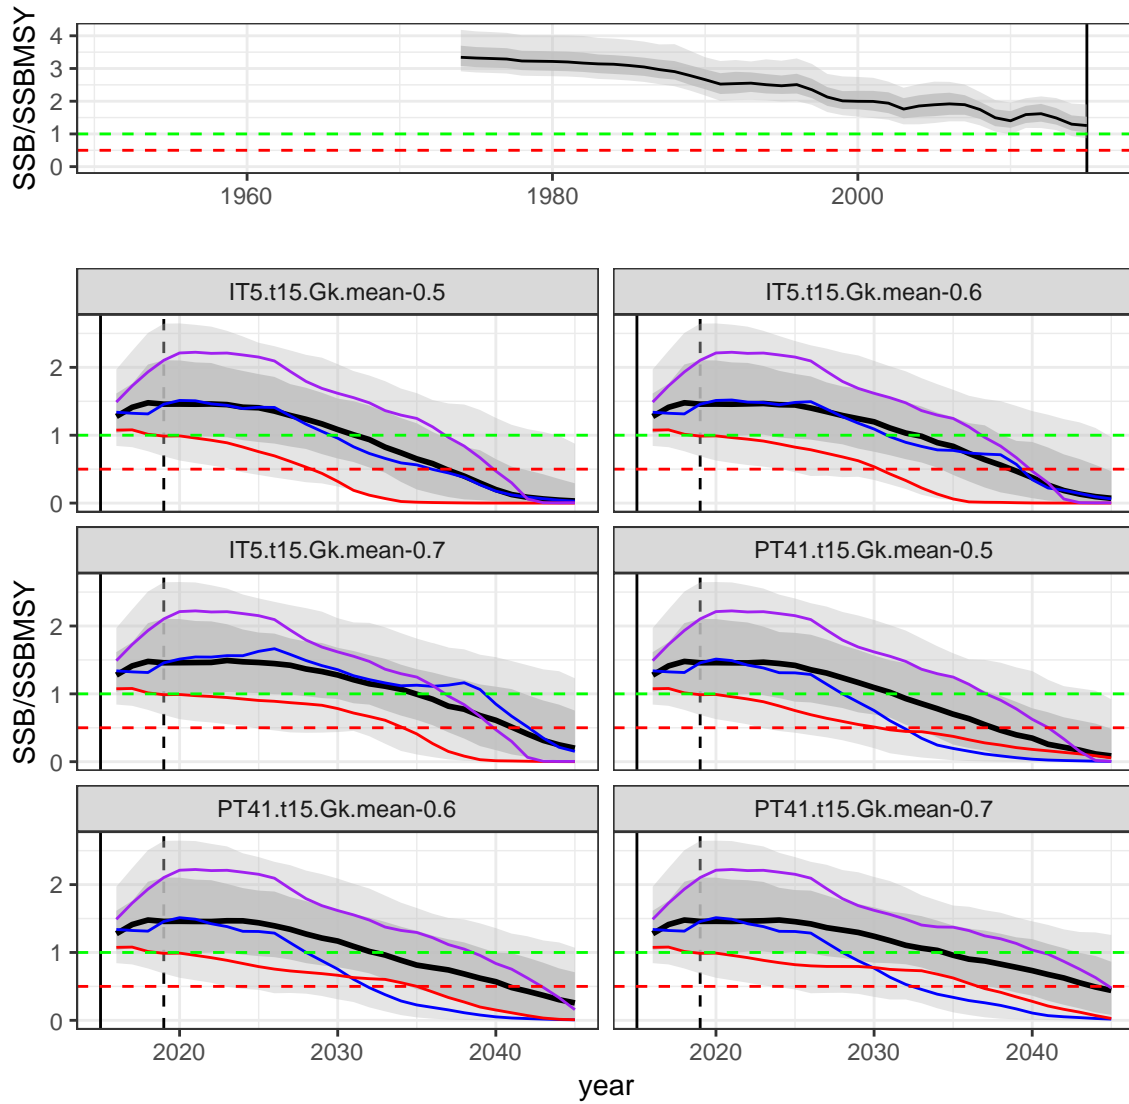 SSB/SSBMSY
4
3
2
1
0
1960 1980 2000
IT5.t15.Gk.mean-0.5 IT5.t15.Gk.mean-0.6
2
1
0
IT5.t15.Gk.mean-0.7 PT41.t15.Gk.mean-0.5
SSB/SSBMSY
2
1
0
PT41.t15.Gk.mean-0.6 PT41.t15.Gk.mean-0.7
2
1
0
2020 2030 2040 2020 2030 2040
year